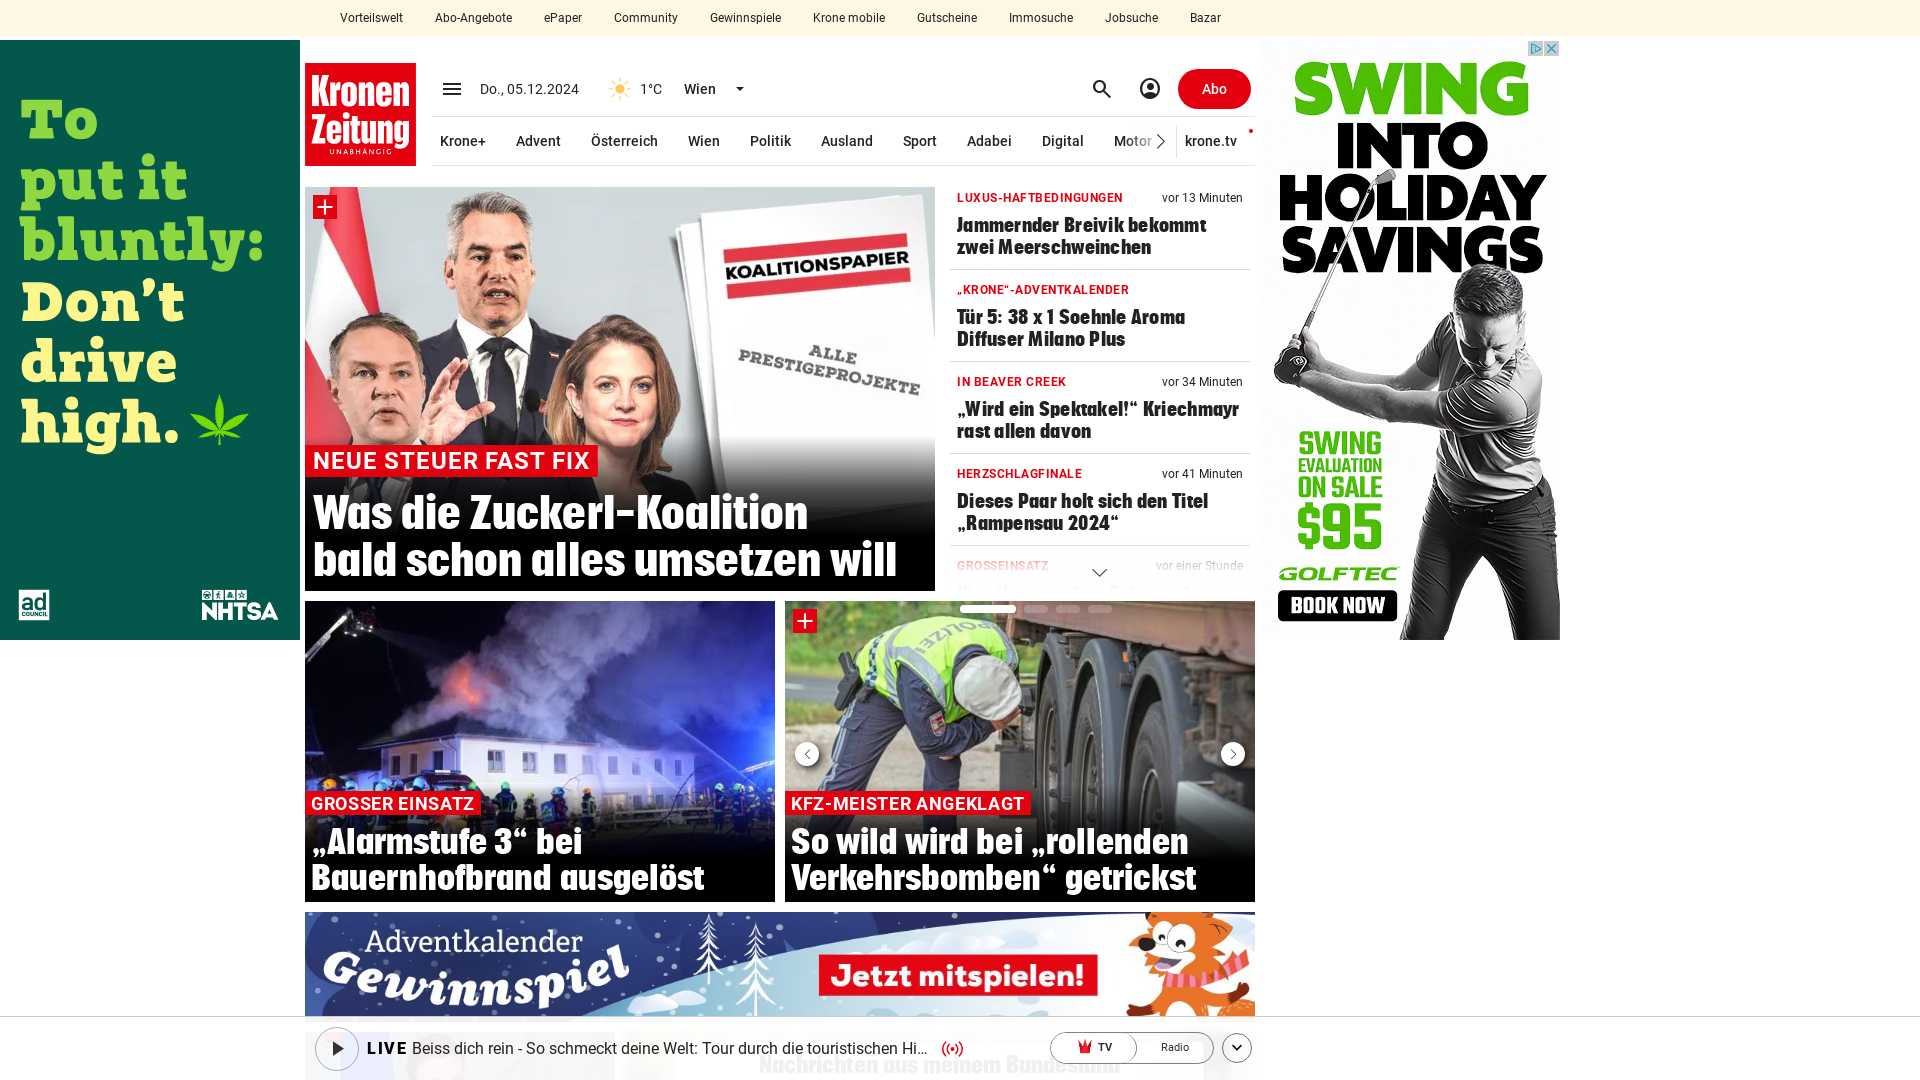 Vorteilswelt
Abo-Angebote
ePaper
Community
Gewinnspiele
Krone mobile
Gutscheine
Immosuche
Jobsuche
Bazar
To
put it
bluntly:
Don't
drive
high.
ad
COUNCIL
NHTSA
Kronen
Zeitung
UNABHÄNGIG
Do., 05.12.2024
1°C
Wien
Abo
Krone+
Advent
Österreich
Wien
Politik
Ausland
Sport
Adabei
Digital
Motor
krone.tv
KOALITIONSPAPIER
ALLE
PRESTIGEPROJEKTE
NEUE STEUER FAST FIX
Was die Zuckerl-Koalition
bald schon alles umsetzen will
LUXUS-HAFTBEDINGUNGEN
vor 13 Minuten
Jammernder Breivik bekommt
zwei Meerschweinchen
„KRONE“-ADVENTKALENDER
Tür 5: 38 x 1 Soehnle Aroma
Diffuser Milano Plus
IN BEAVER CREEK
vor 34 Minuten
„Wird ein Spektakel!“ Kriechmayr
rast allen davon
HERZSCHLAGFINALE
vor 41 Minuten
Dieses Paar holt sich den Titel
„Rampensau 2024“
GROSSEINSATZ
vor einer Stunde
GROSSER EINSATZ
„Alarmstufe 3“ bei
Bauernhofbrand ausgelöst
POLIZEI
KFZ-MEISTER ANGEKLAGT
So wild wird bei „rollenden
Verkehrsbomben“ getrickst
SWING
INTO
HOLIDAY
SAVINGS
SWING
EVALUATION
ON SALE
$95
GOLFTEC
BOOK NOW
Adventkalender
Gewinnspiel
Jetzt mitspielen!
LIVE Beiss dich rein - So schmeckt deine Welt: Tour durch die touristischen Hi...
TV
Radio
Nachrichten aus meinem Bundesland